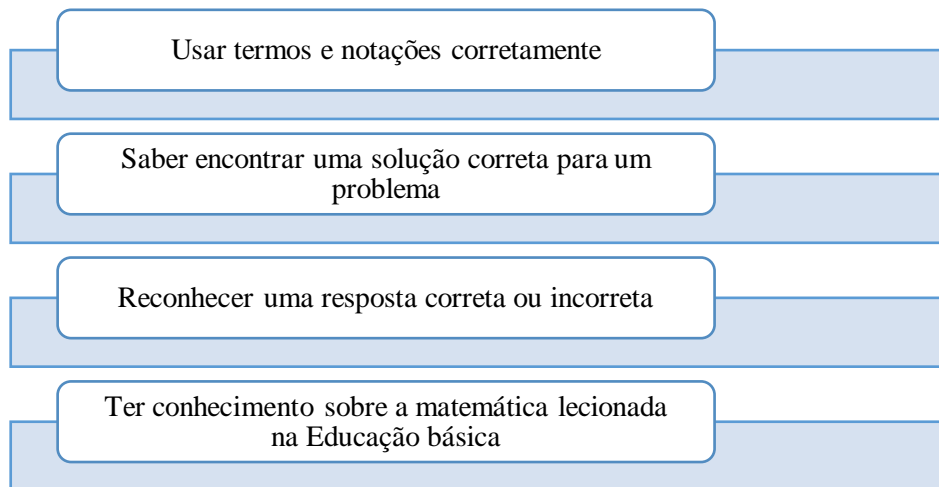 Usar termos e notações corretamente
Saber encontrar uma solução correta para um
problema
Reconhecer uma resposta correta ou incorreta
Ter conhecimento sobre a matemática lecionada
na Educação básica